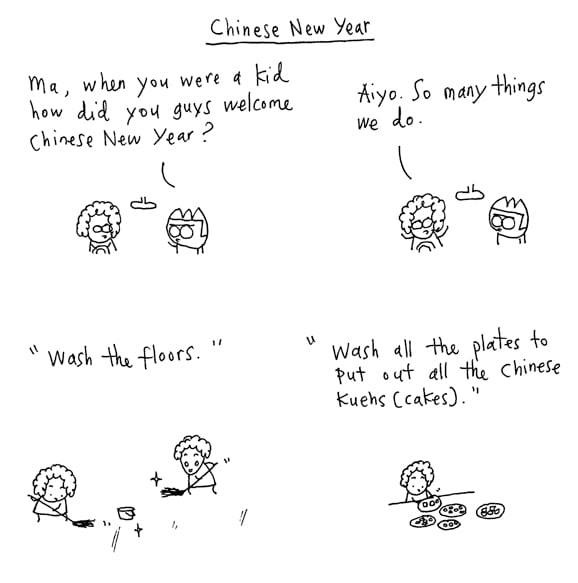 Chinese New Year
Ma, when you were a kid
how did you guys welcome
Chinese New Year?
Aiyo. So many things
we do.
"Wash the floors."
"Wash all the plates to
put out all the Chinese
Kuehs (cakes)."